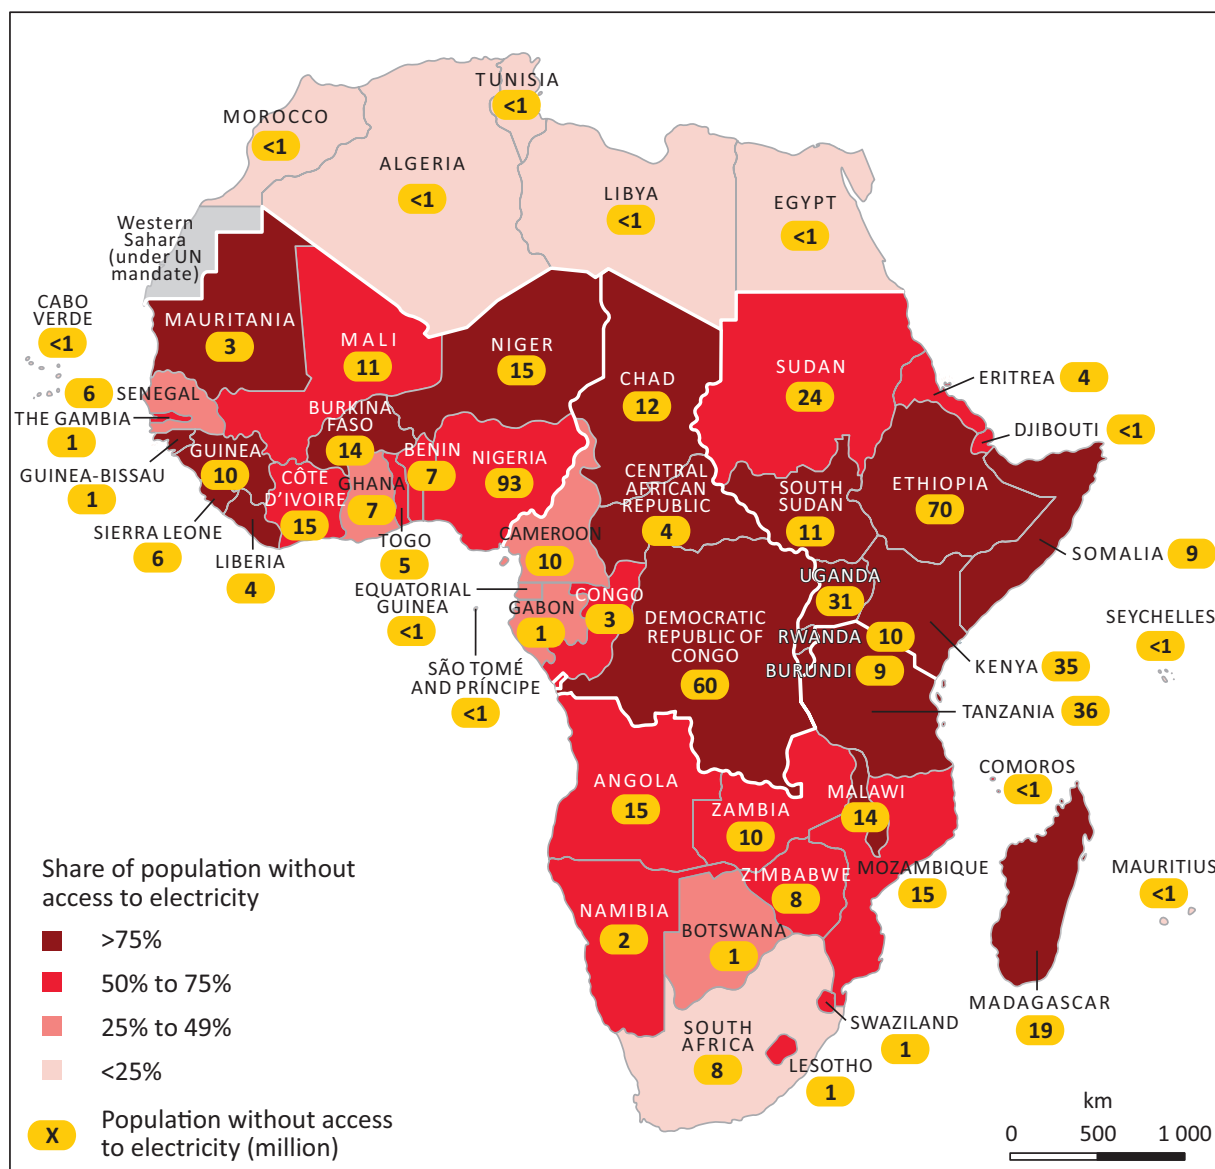 TUNISIA
<1
MOROCCO
<1
ALGERIA
<1
LIBYA
<1
EGYPT
<1
Western
Sahara
(under UN
mandate)
CABO
VERDE
<1
MAURITANIA
3
MALI
11
NIGER
15
CHAD
12
SUDAN
24
ERITREA 4
6 SENEGAL
THE GAMBIA
1
BURKINA
FASO
14
BENIN
7
NIGERIA
93
DJIBOUTI <1
GUINEA-BISSAU
1
GUINEA
10
CÔTE
D'IVOIRE
15
GHANA
7
CENTRAL
AFRICAN
REPUBLIC
4
SOUTH
SUDAN
11
ETHIOPIA
70
SIERRA LEONE
6
LIBERIA
4
TOGO
5
CAMEROON
10
SOMALIA 9
EQUATORIAL
GUINEA
<1
GABON
1
CONGO
3
DEMOCRATIC
REPUBLIC OF
CONGO
60
UGANDA
31
RWANDA 10
BURUNDI 9
KENYA 35
SEYCHELLES
<1
SÃO TOMÉ
AND PRÍNCIPE
<1
TANZANIA 36
ANGOLA
15
ZAMBIA
10
MALAWI
14
COMOROS
<1
ZIMBABWE
8
MOZAMBIQUE
15
MAURITIUS
<1
NAMIBIA
2
BOTSWANA
1
MADAGASCAR
19
SOUTH
AFRICA
8
SWAZILAND
1
LESOTHO
1
Share of population without
access to electricity
>75%
50% to 75%
25% to 49%
<25%
X Population without access
to electricity (million)
km
0 500 1 000